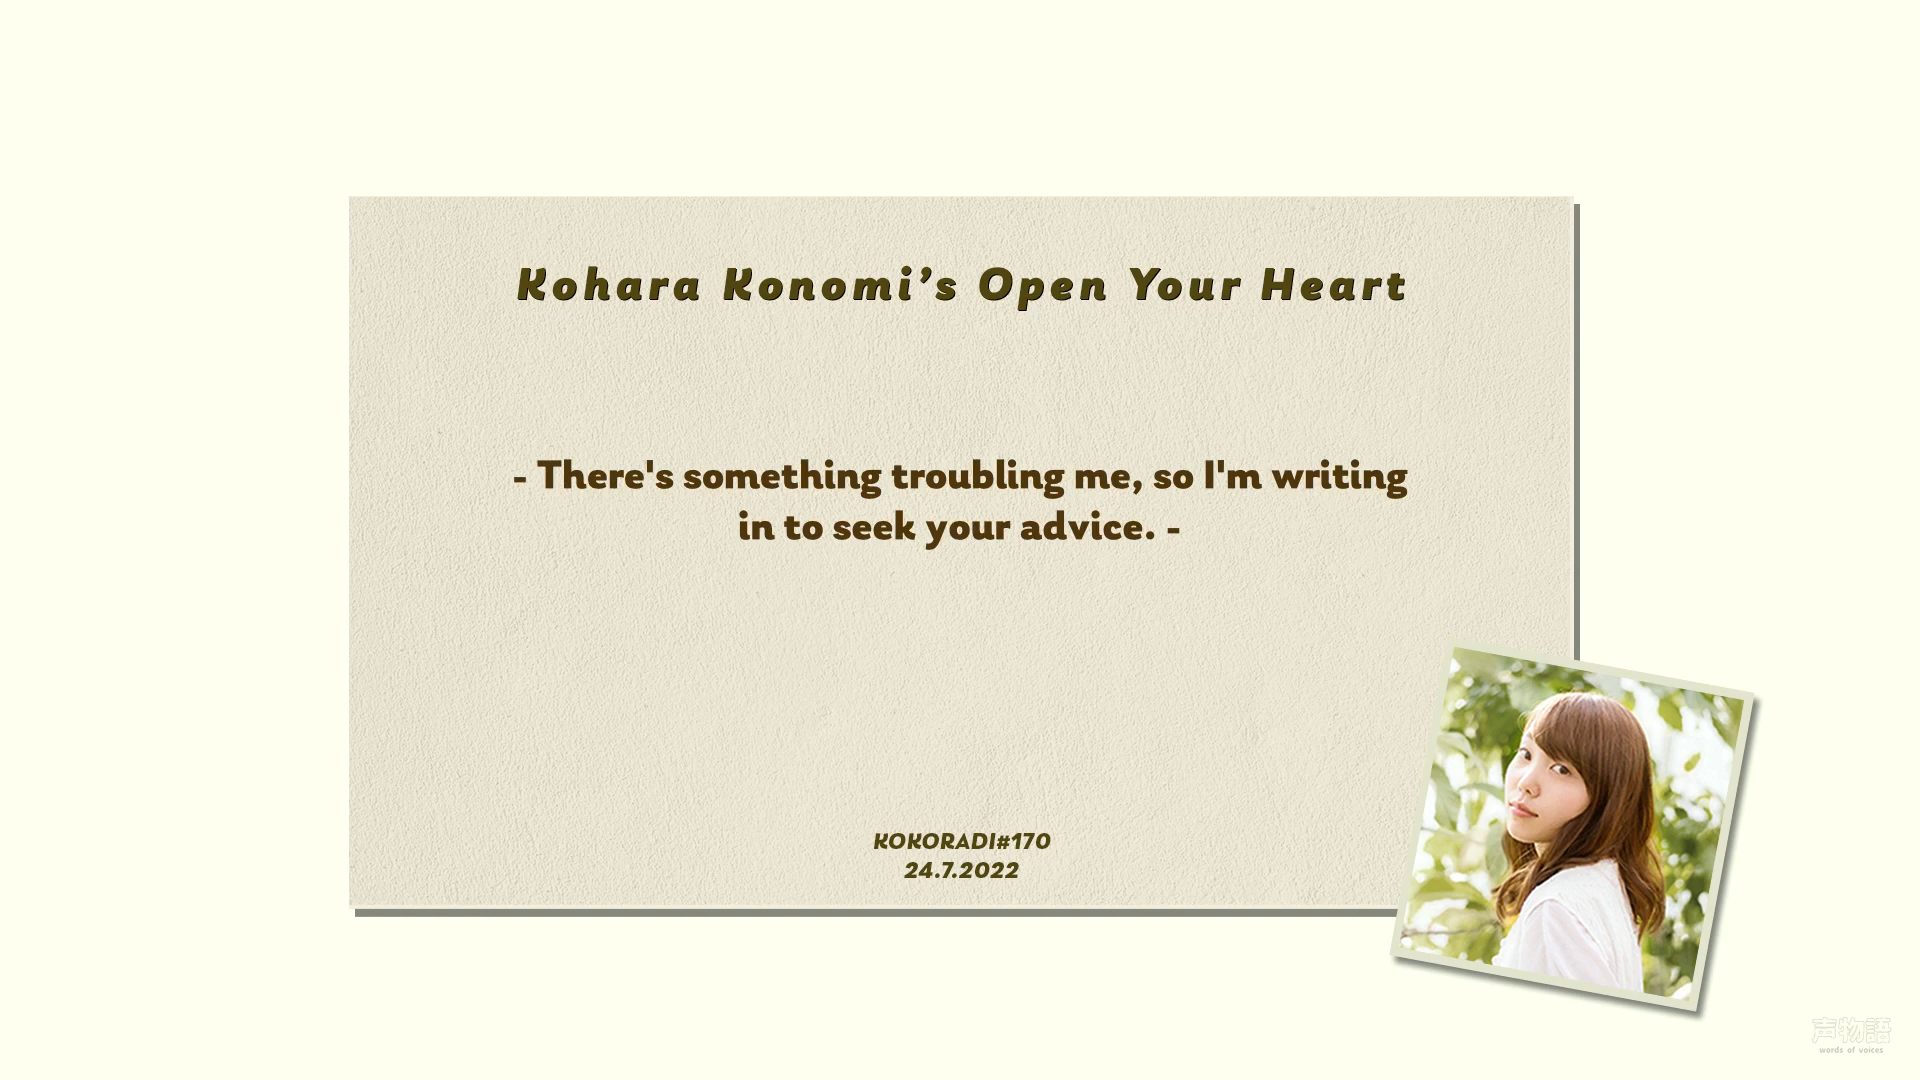 Kohara Konomi’s Open Your Heart
- There's something troubling me, so I'm writing
in to seek your advice. -
KOKORADI#170
24.7.2022
声物語
words of voices